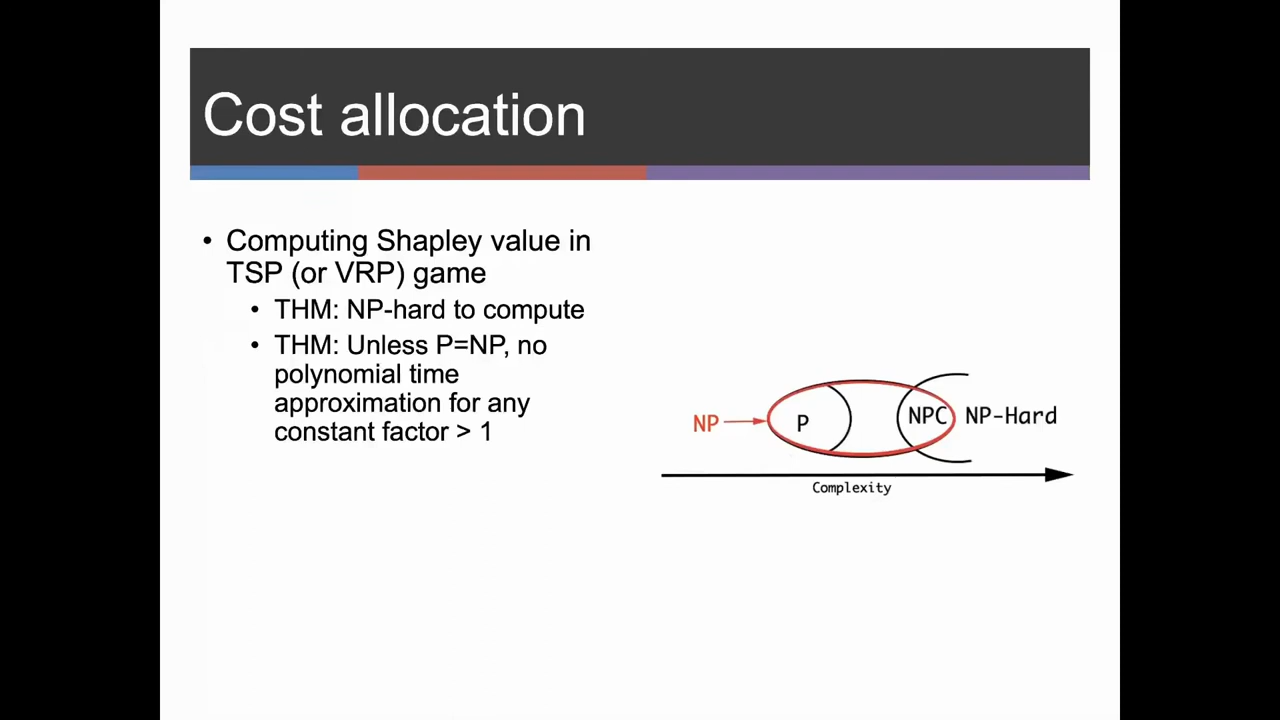 Cost allocation
• Computing Shapley value in
TSP (or VRP) game
• THM: NP-hard to compute
• THM: Unless P=NP, no
polynomial time
approximation for any
constant factor > 1
NP
P
NPC
NP-Hard
Complexity